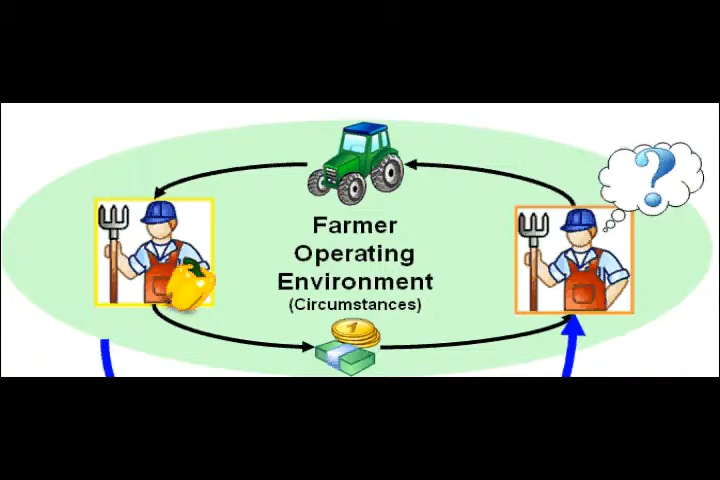 Farmer
Operating
Environment
(Circumstances)
?